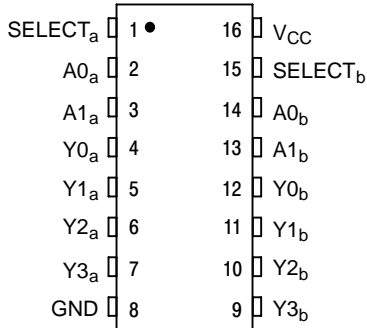 SELECTa 1 16 VCC
A0a 2 15 SELECTb
A1a 3 14 A0b
Y0a 4 13 A1b
Y1a 5 12 Y0b
Y2a 6 11 Y1b
Y3a 7 10 Y2b
GND 8 9 Y3b